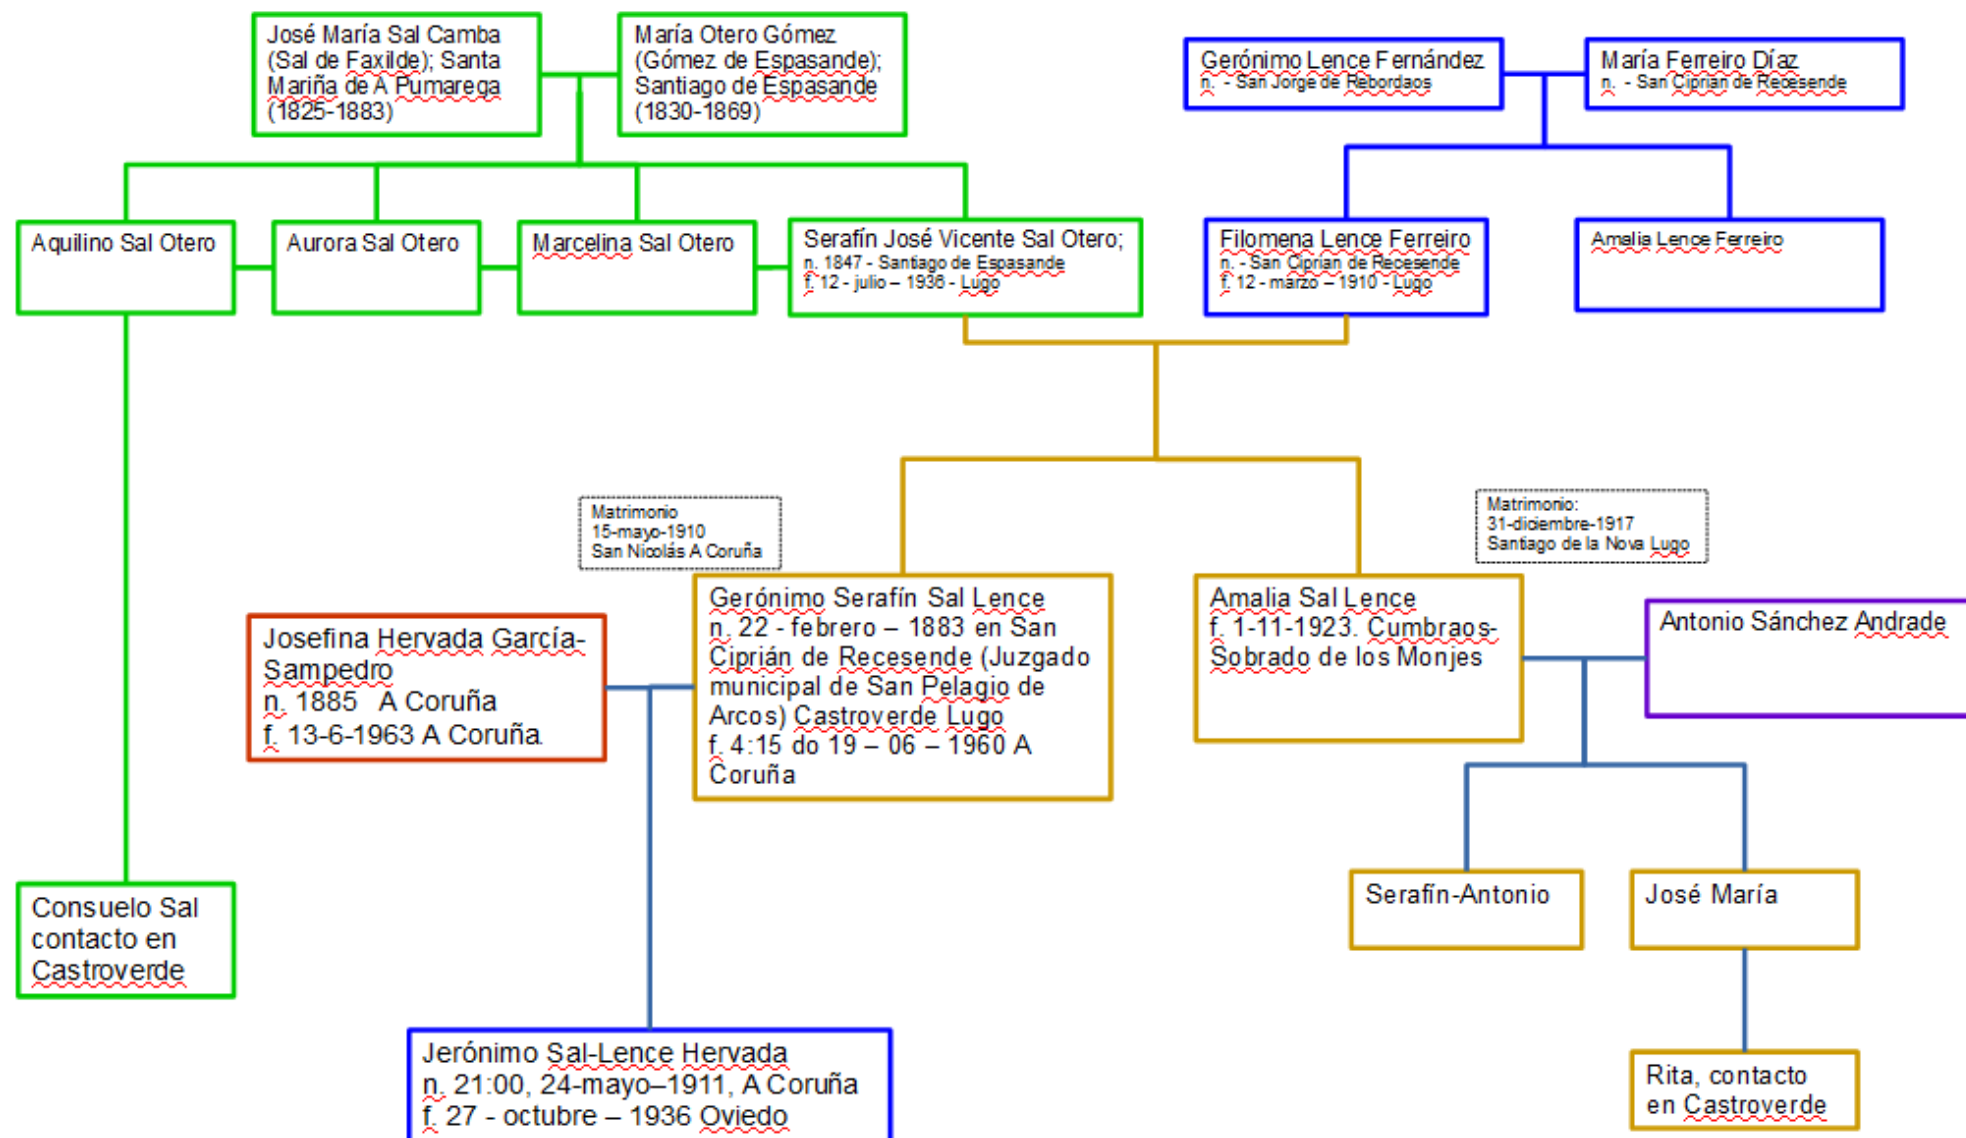 José María Sal Camba
(Sal de Faxilde); Santa
Mariña de A Pumarega
(1825-1883)
María Otero Gómez
(Gómez de Espasande);
Santiago de Espasande
(1830-1869)
Gerónimo Lence Fernández
n. - San Jorge de Rebordaos
María Ferreiro Díaz
n. - San Ciprián de Recesende
Aquilino Sal Otero
Aurora Sal Otero
Marcelina Sal Otero
Serafín José Vicente Sal Otero;
n. 1847 - Santiago de Espasande
f. 12 - julio – 1936 - Lugo
Filomena Lence Ferreiro
n. - San Ciprián de Recesende
f. 12 - marzo – 1910 - Lugo
Amalia Lence Ferreiro
Matrimonio
15-mayo-1910
San Nicolás A Coruña
Matrimonio:
31-diciembre-1917
Santiago de la Nova Lugo
Josefina Hervada García-
Sampedro
n. 1885 A Coruña
f. 13-6-1963 A Coruña.
Gerónimo Serafín Sal Lence
n. 22 - febrero – 1883 en San
Ciprián de Recesende (Juzgado
municipal de San Pelagio de
Arcos) Castroverde Lugo
f. 4:15 do 19 – 06 – 1960 A
Coruña
Amalia Sal Lence
f. 1-11-1923. Cumbraos-
Sobrado de los Monjes
Antonio Sánchez Andrade
Serafín-Antonio
José María
Consuelo Sal
contacto en
Castroverde
Jerónimo Sal-Lence Hervada
n. 21:00, 24-mayo–1911, A Coruña
f. 27 - octubre – 1936 Oviedo
Rita, contacto
en Castroverde